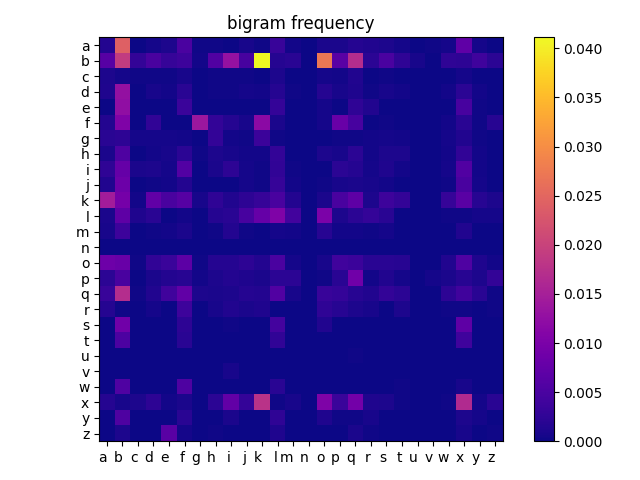 bigram frequency
a
b
c
d
e
f
g
h
i
j
k
l
m
n
o
p
q
r
s
t
u
v
w
x
y
z
a b c d e f g h i j k l m n o p q r s t u v w x y z
0.040
0.035
0.030
0.025
0.020
0.015
0.010
0.005
0.000